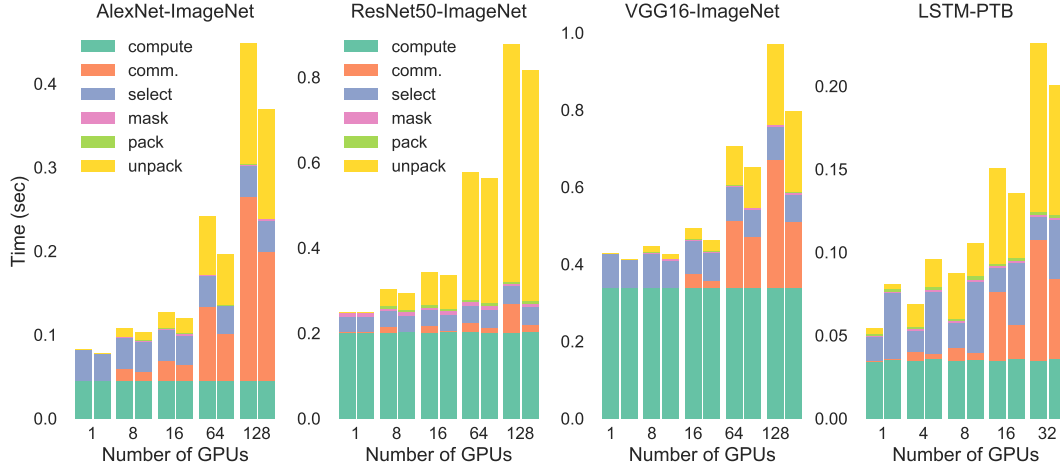 AlexNet-ImageNet
ResNet50-ImageNet
VGG16-ImageNet
LSTM-PTB
Time (sec)
0.4
0.3
0.2
0.1
0.0
compute
comm.
select
mask
pack
unpack
1 8 16 64 128
Number of GPUs
0.8
0.6
0.4
0.2
0.0
compute
comm.
select
mask
pack
unpack
1 8 16 64 128
Number of GPUs
1.0
0.8
0.6
0.4
0.2
0.0
1 8 16 64 128
Number of GPUs
0.20
0.15
0.10
0.05
0.00
1 4 8 16 32
Number of GPUs